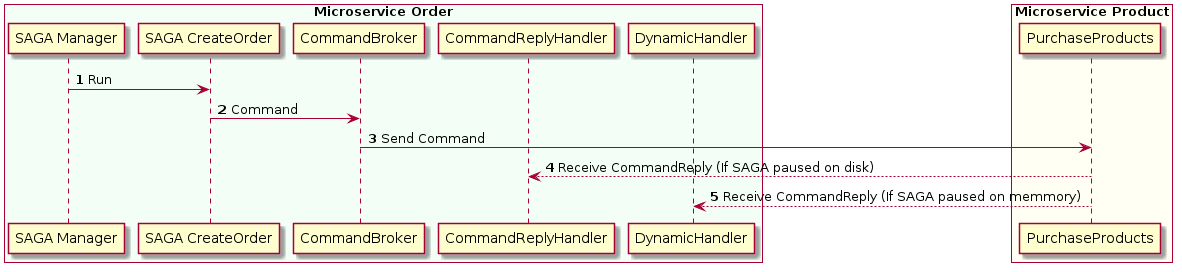 Microservice Order
Microservice Product
SAGA Manager
SAGA CreateOrder
CommandBroker
CommandReplyHandler
DynamicHandler
PurchaseProducts
1 Run
2 Command
3 Send Command
4 Receive CommandReply (If SAGA paused on disk)
5 Receive CommandReply (If SAGA paused on memmory)
SAGA Manager
SAGA CreateOrder
CommandBroker
CommandReplyHandler
DynamicHandler
PurchaseProducts